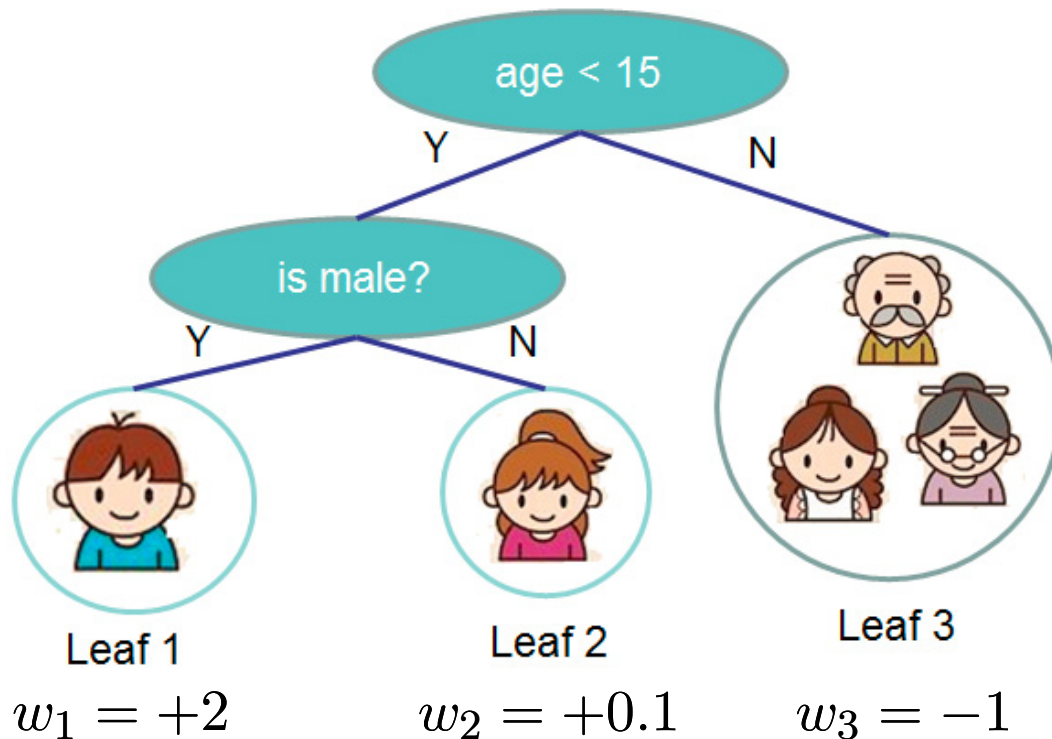 age < 15
Y
N
is male?
Y
N
Leaf 1
Leaf 2
Leaf 3
w₁ = +2
w₂ = +0.1
w₃ = −1